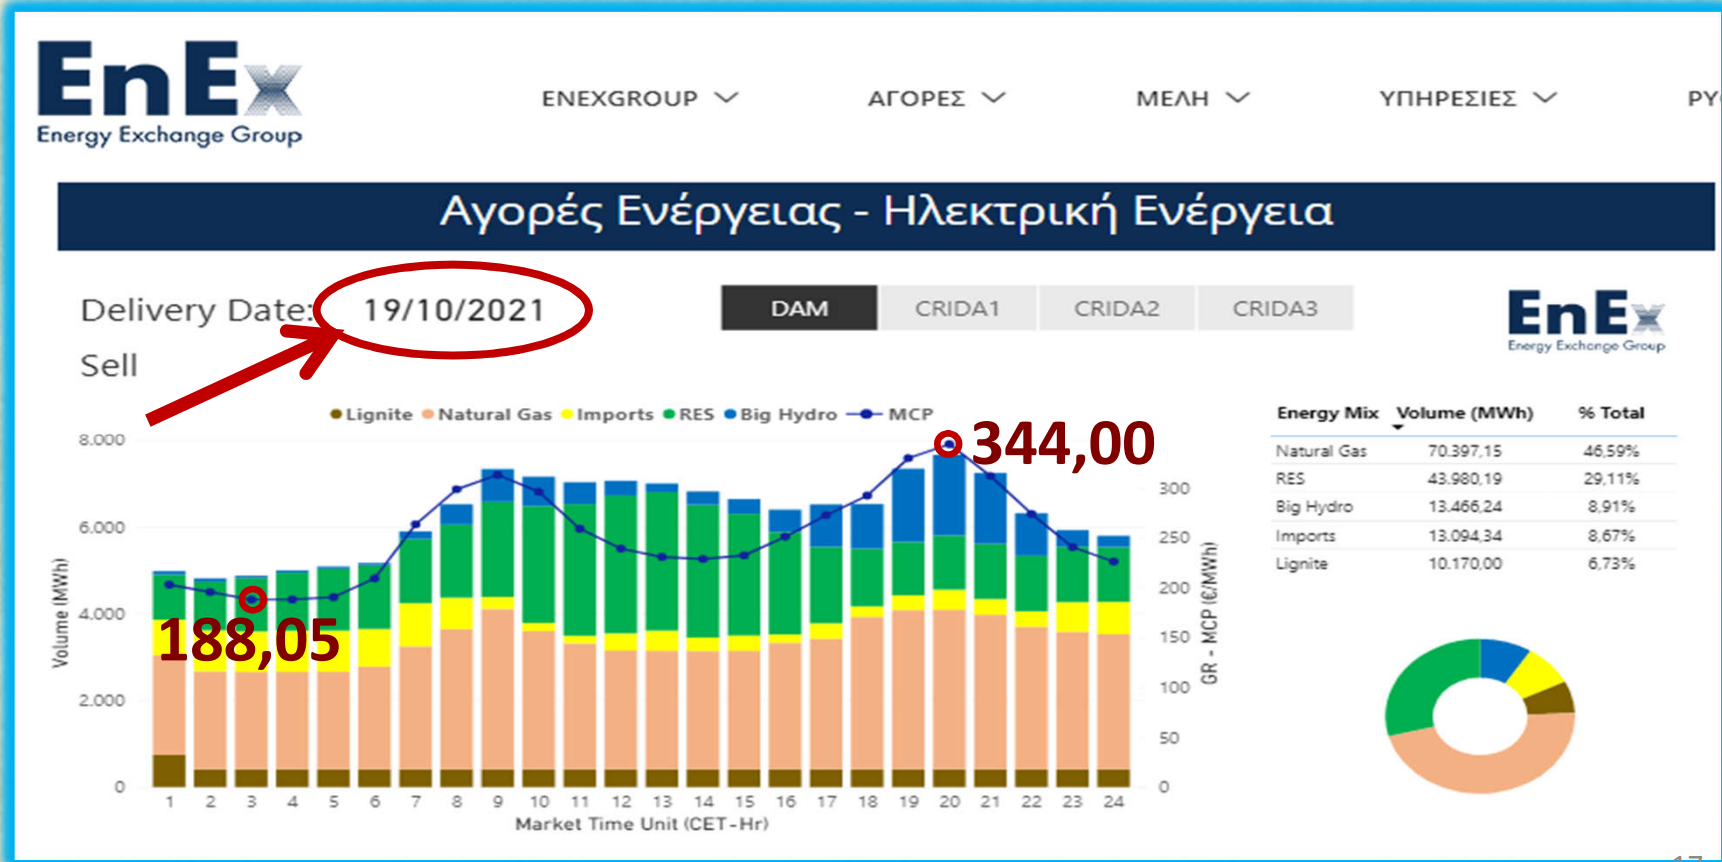 EnEx
Energy Exchange Group
ENEXGROUP ΑΓΟΡΕΣ ΜΕΛΗ ΥΠΗΡΕΣΙΕΣ ΡΥ
Αγορές Ενέργειας - Ηλεκτρική Ενέργεια
Delivery Date: 19/10/2021
DAM CRIDA1 CRIDA2 CRIDA3
EnEx
Energy Exchange Group
Sell
Lignite Natural Gas Imports RES Big Hydro MCP
344,00
188,05
Volume (MWh)
8.000
6.000
4.000
2.000
0
300
250
200
150
100
50
0
GR - MCP (€/MWh)
1 2 3 4 5 6 7 8 9 10 11 12 13 14 15 16 17 18 19 20 21 22 23 24
Market Time Unit (CET-Hr)
Energy Mix Volume (MWh) % Total
Natural Gas 70.397,15 46,59%
RES 43.980,19 29,11%
Big Hydro 13.466,24 8,91%
Imports 13.094,34 8,67%
Lignite 10.170,00 6,73%